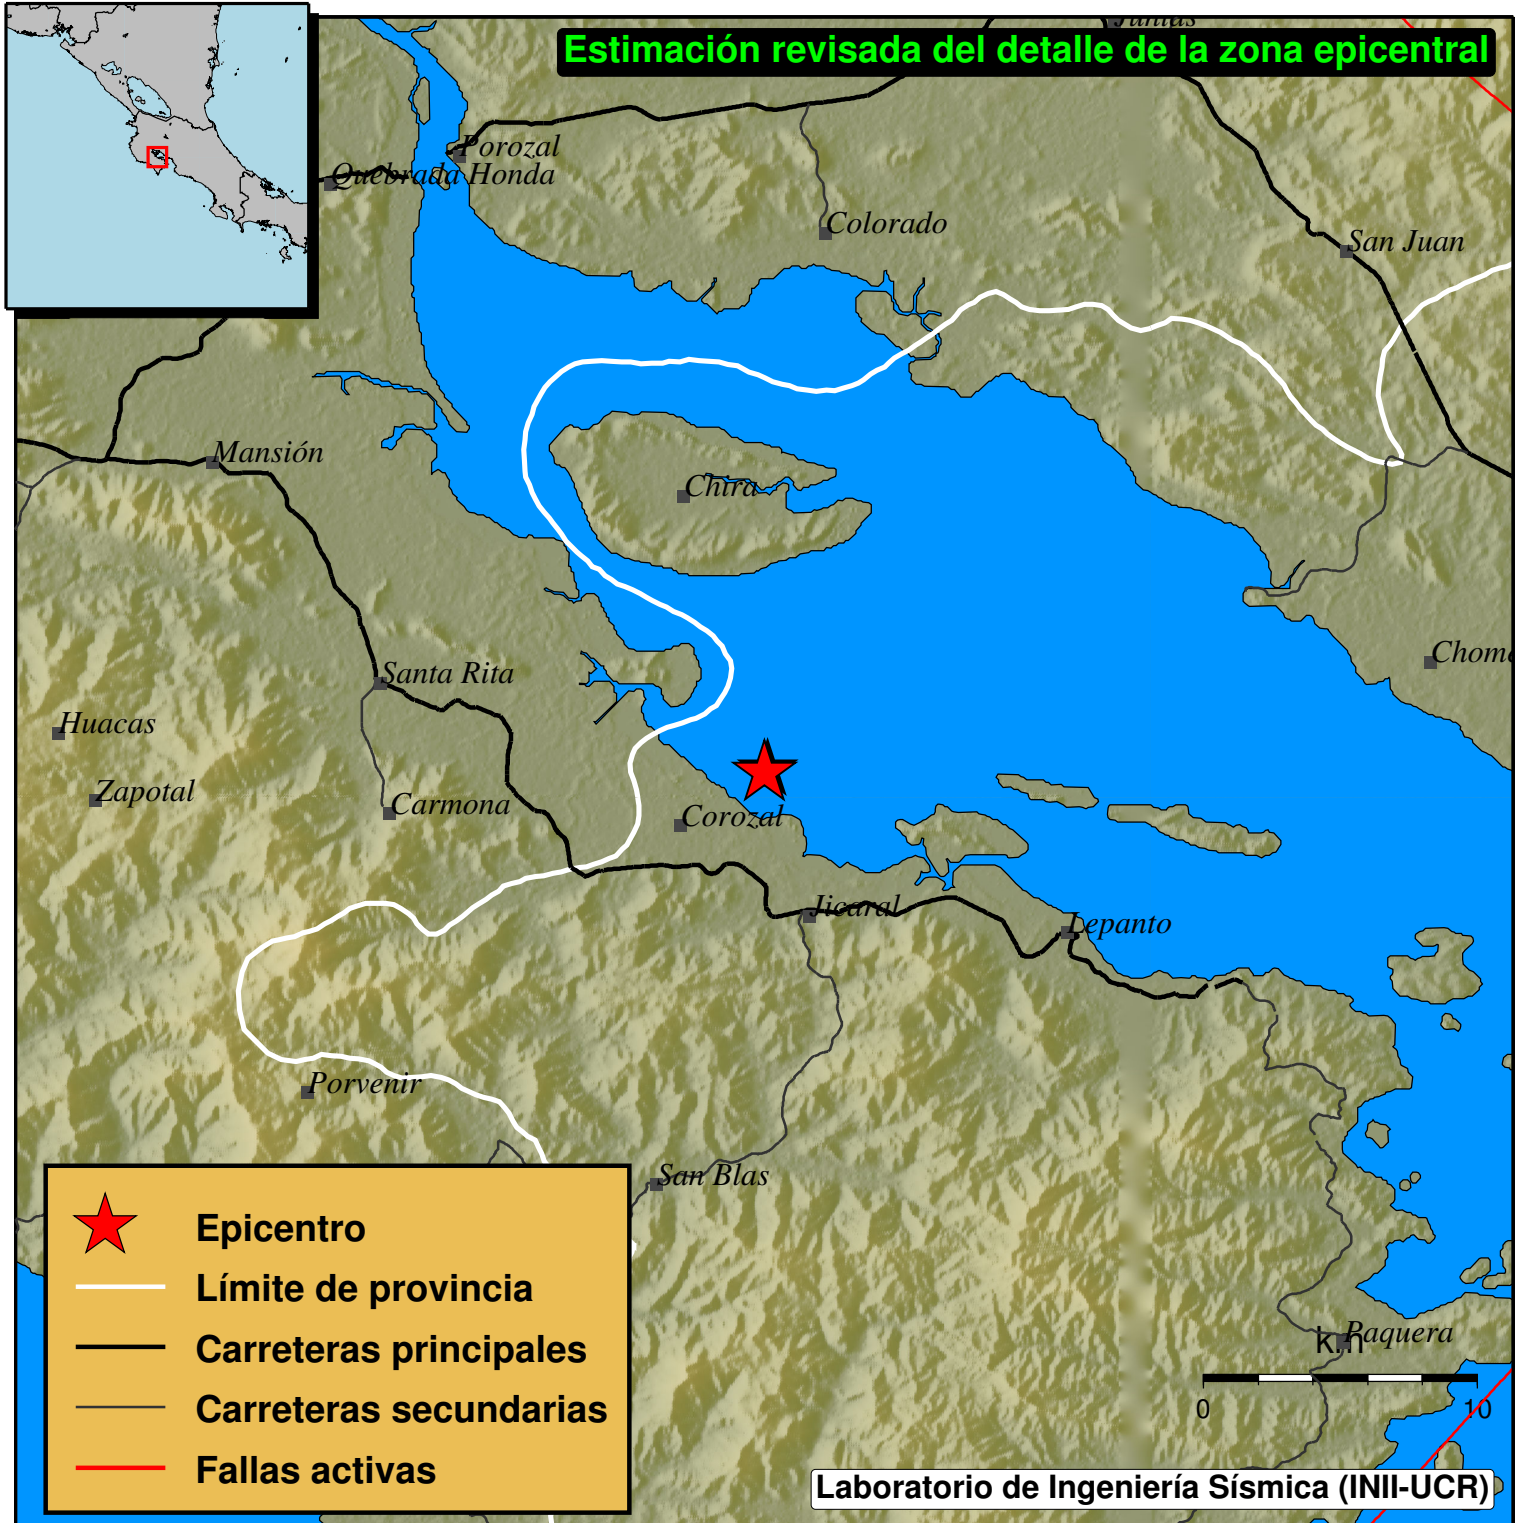 Juntas
Estimación revisada del detalle de la zona epicentral
Porozal
Quebrada Honda
Colorado
San Juan
Mansión
Chira
Chome
Santa Rita
Huacas
Zapotal
Carmona
Corozal
Jicaral
Lepanto
Porvenir
San Blas
Epicentro
Límite de provincia
Carreteras principales
Carreteras secundarias
Fallas activas
Paquera
km
0 10
Laboratorio de Ingeniería Sísmica (INII-UCR)